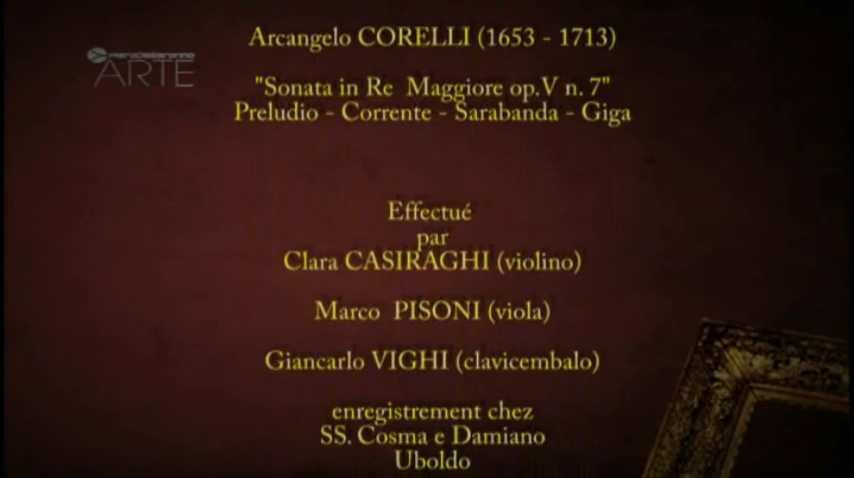 ARTE
Arcangelo CORELLI (1653 - 1713)
"Sonata in Re Maggiore op.V n. 7"
Preludio - Corrente - Sarabanda - Giga
Effectué
par
Clara CASIRAGHI (violino)
Marco PISONI (viola)
Giancarlo VIGHI (clavicembalo)
enregistrement chez
SS. Cosma e Damiano
Uboldo